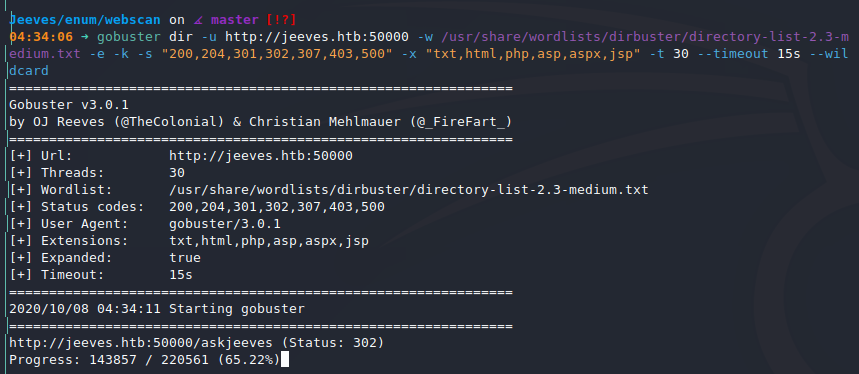 Jeeves/enum/webscan on ∡ master [!?]
04:34:06 ➜ gobuster dir -u http://jeeves.htb:50000 -w /usr/share/wordlists/dirbuster/directory-list-2.3-m
edium.txt -e -k -s "200,204,301,302,307,403,500" -x "txt,html,php,asp,aspx,jsp" -t 30 --timeout 15s --wil
dcard
===============================================================
Gobuster v3.0.1
by OJ Reeves (@TheColonial) & Christian Mehlmauer (@_FireFart_)
===============================================================
[+] Url:            http://jeeves.htb:50000
[+] Threads:        30
[+] Wordlist:       /usr/share/wordlists/dirbuster/directory-list-2.3-medium.txt
[+] Status codes:   200,204,301,302,307,403,500
[+] User Agent:     gobuster/3.0.1
[+] Extensions:     txt,html,php,asp,aspx,jsp
[+] Expanded:       true
[+] Timeout:        15s
===============================================================
2020/10/08 04:34:11 Starting gobuster
===============================================================
http://jeeves.htb:50000/askjeeves (Status: 302)
Progress: 143857 / 220561 (65.22%)